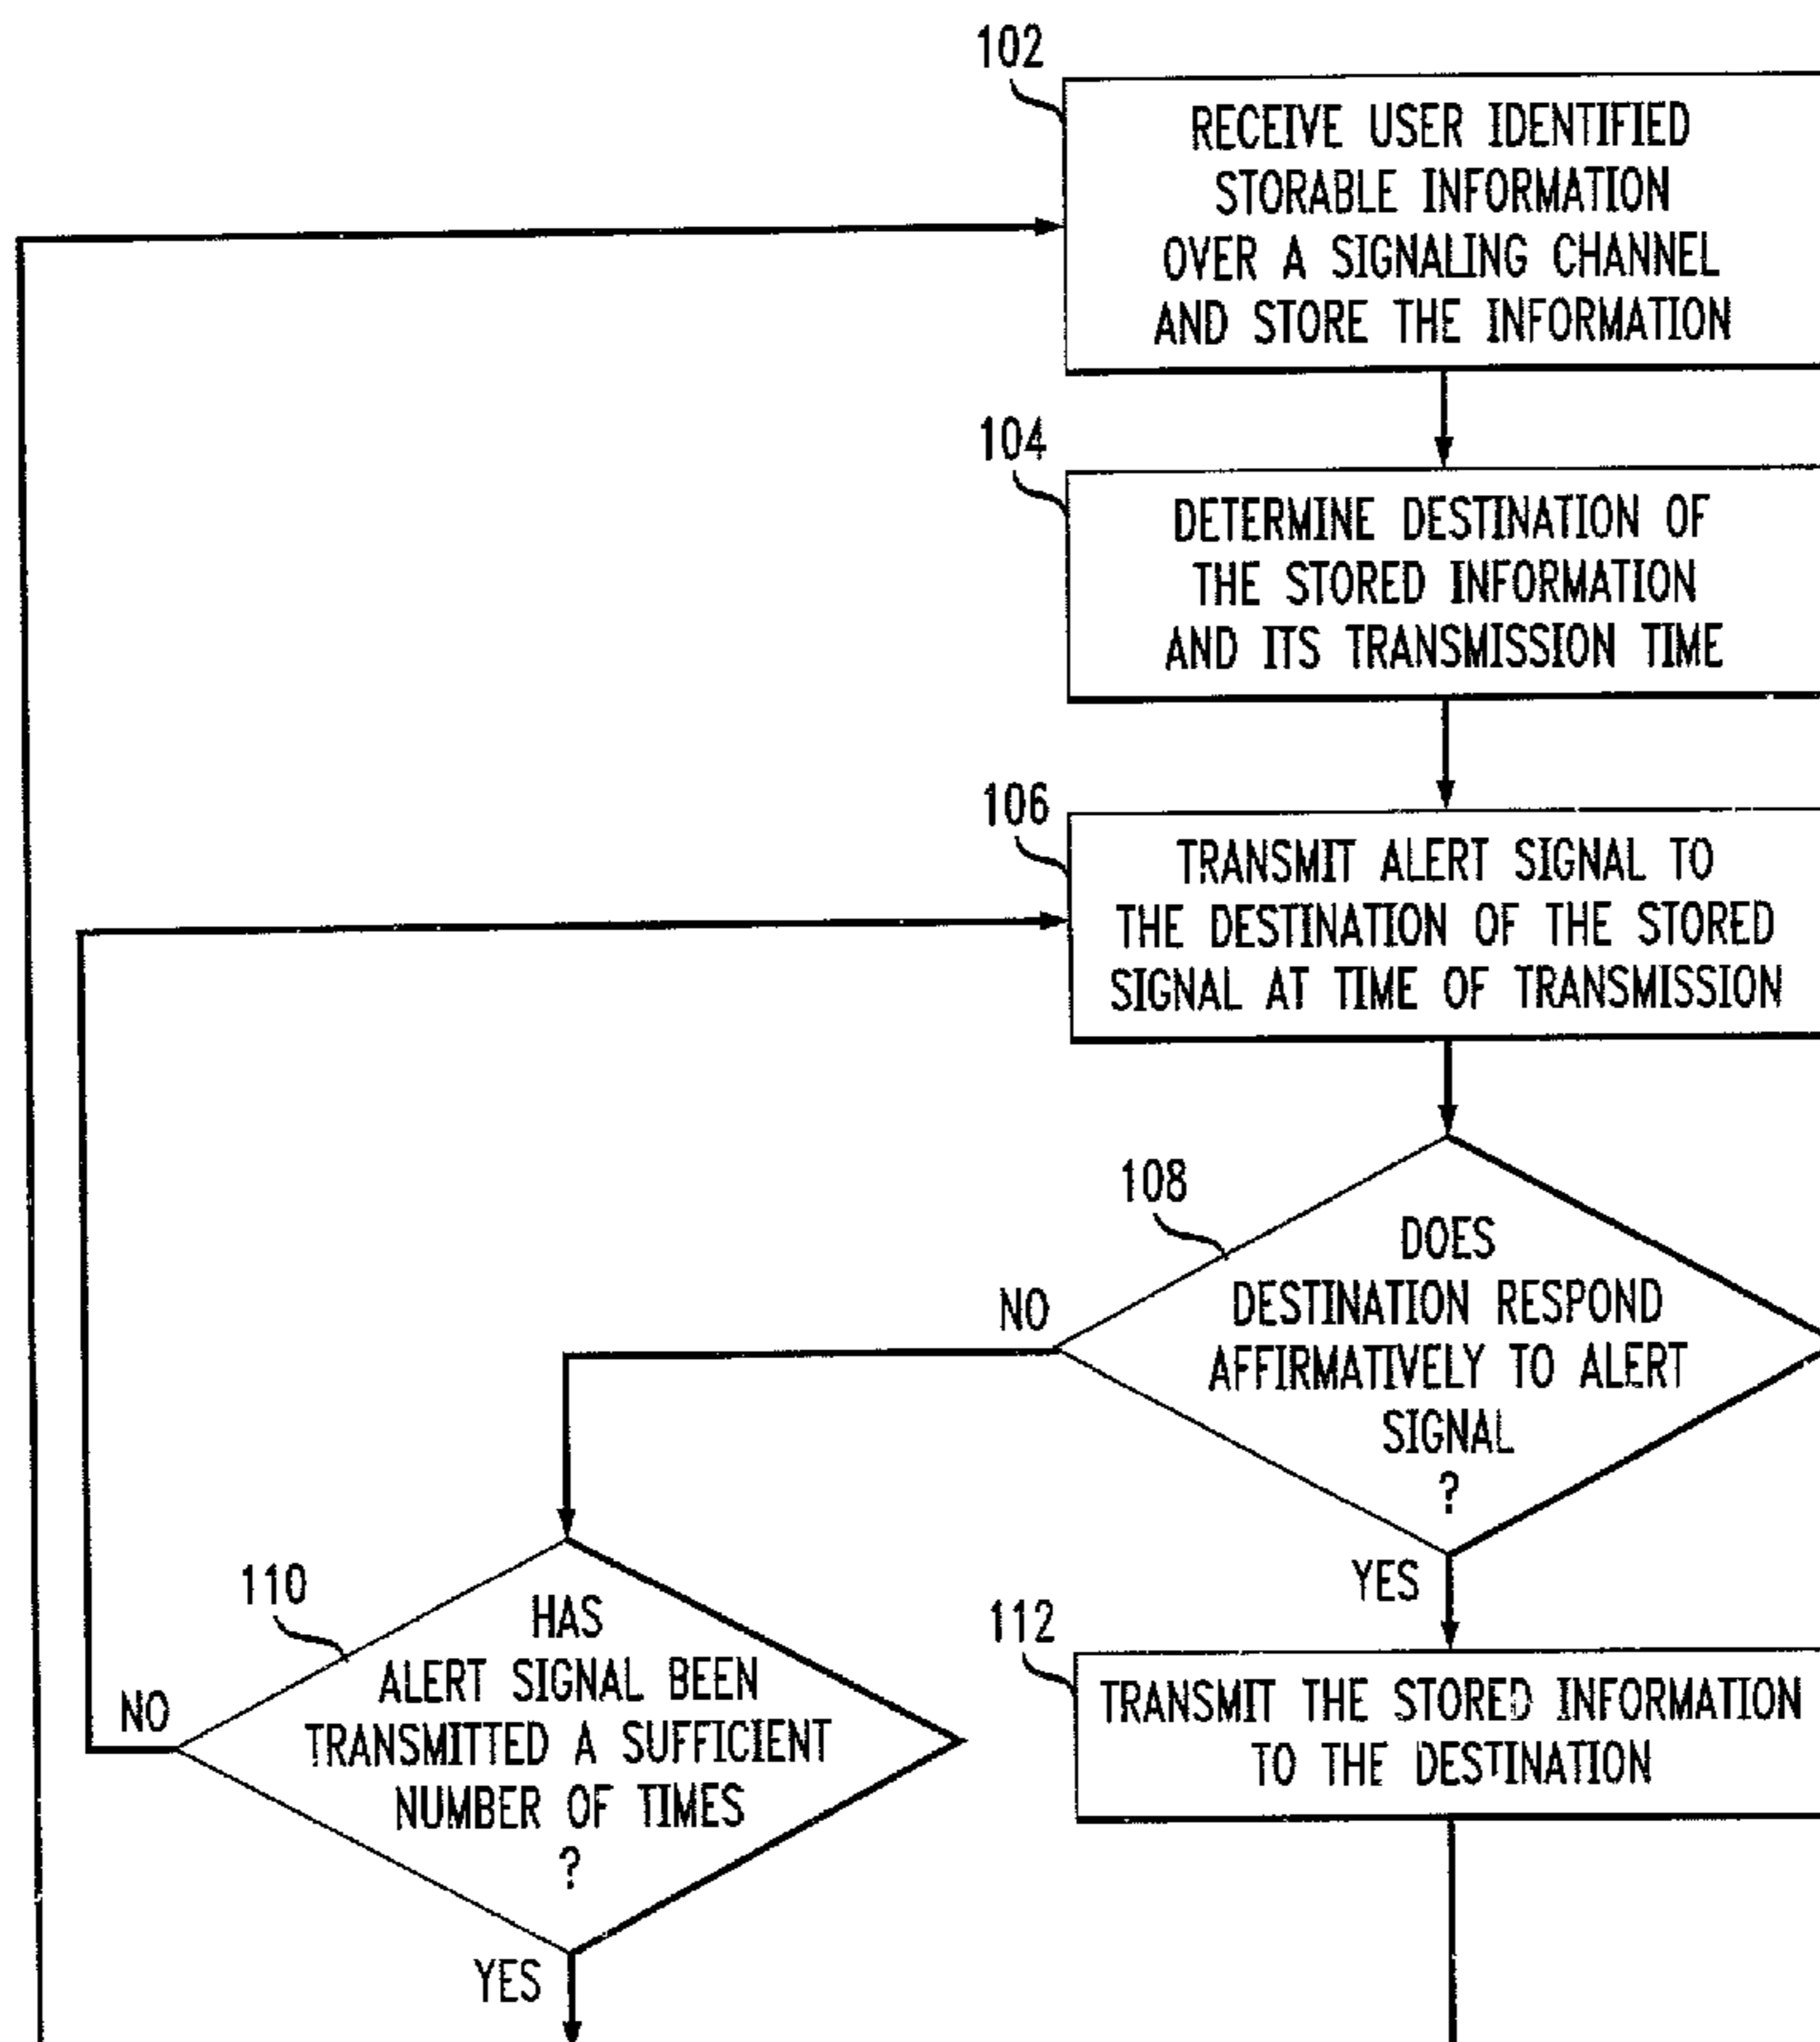 102
RECEIVE USER IDENTIFIED
STORABLE INFORMATION
OVER A SIGNALING CHANNEL
AND STORE THE INFORMATION
104
DETERMINE DESTINATION OF
THE STORED INFORMATION
AND ITS TRANSMISSION TIME
106
TRANSMIT ALERT SIGNAL TO
THE DESTINATION OF THE STORED
SIGNAL AT TIME OF TRANSMISSION
108
DOES
DESTINATION RESPOND
AFFIRMATIVELY TO ALERT
SIGNAL
?
NO
YES
110
HAS
ALERT SIGNAL BEEN
TRANSMITTED A SUFFICIENT
NUMBER OF TIMES
?
NO
YES
112
TRANSMIT THE STORED INFORMATION
TO THE DESTINATION